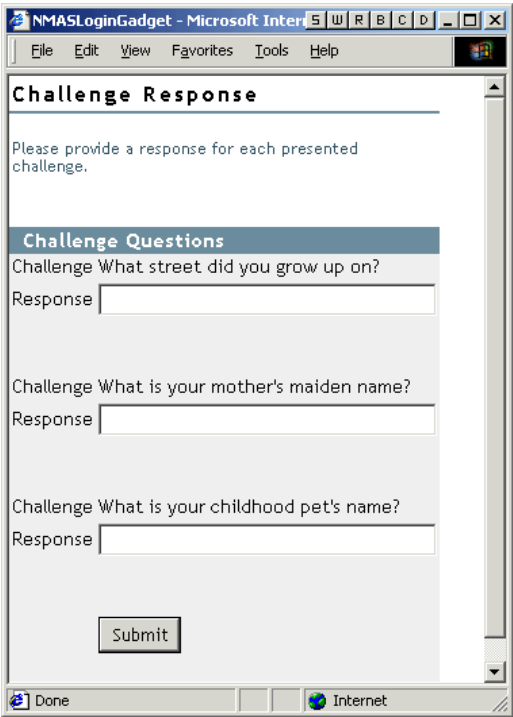 NMASLoginGadget - Microsoft Inter S W R B C D
File Edit View Favorites Tools Help
Challenge Response
Please provide a response for each presented
challenge.
Challenge Questions
Challenge What street did you grow up on?
Response
Challenge What is your mother's maiden name?
Response
Challenge What is your childhood pet's name?
Response
Submit
Done Internet